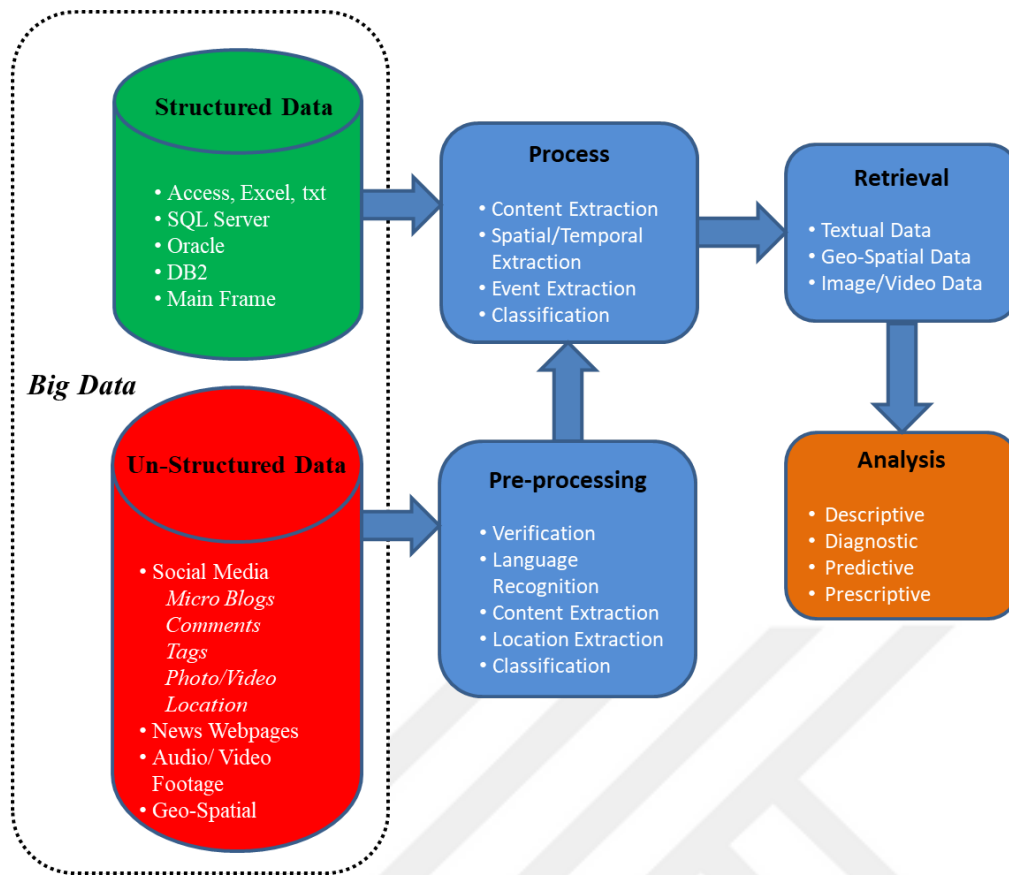 Structured Data
• Access, Excel, txt
• SQL Server
• Oracle
• DB2
• Main Frame
Big Data
Un-Structured Data
• Social Media
Micro Blogs
Comments
Tags
Photo/Video
Location
• News Webpages
• Audio/ Video
Footage
• Geo-Spatial
Process
• Content Extraction
• Spatial/Temporal
Extraction
• Event Extraction
• Classification
Pre-processing
• Verification
• Language
Recognition
• Content Extraction
• Location Extraction
• Classification
Retrieval
• Textual Data
• Geo-Spatial Data
• Image/Video Data
Analysis
• Descriptive
• Diagnostic
• Predictive
• Prescriptive